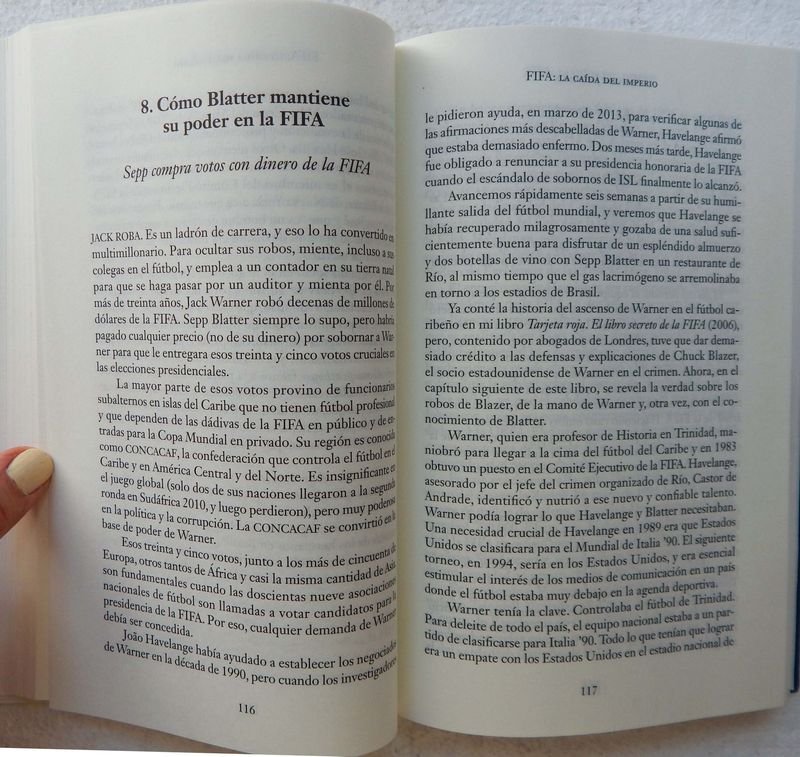 8. Cómo Blatter mantiene
su poder en la FIFA
Sepp compra votos con dinero de la FIFA
JACK ROBA. Es un ladrón de carrera, y eso lo ha convertido en
multimillonario. Para ocultar sus robos, miente, incluso a sus
colegas en el fútbol, y emplea a un contador en su tierra natal
para que se haga pasar por un auditor y mienta por él. Por
más de treinta años, Jack Warner robó decenas de millones de
dólares de la FIFA. Sepp Blatter siempre lo supo, pero habría
pagado cualquier precio (no de su dinero) por sobornar a War-
ner para que le entregara esos treinta y cinco votos cruciales en
las elecciones presidenciales.
La mayor parte de esos votos provino de funcionarios
subalternos en islas del Caribe que no tienen fútbol profesional
y que dependen de las dádivas de la FIFA en público y de en-
tradas para la Copa Mundial en privado. Su región es conocida
como CONCACAF, la confederación que controla el fútbol en el
Caribe y en América Central y del Norte. Es insignificante en
el juego global (solo dos de sus naciones llegaron a la segunda
ronda en Sudáfrica 2010, y luego perdieron), pero muy poderosa
en la política y la corrupción. La CONCACAF se convirtió en la
base de poder de Warner.
Esos treinta y cinco votos, junto a los más de cincuenta de
Europa, otros tantos de África y casi la misma cantidad de Asia,
son fundamentales cuando las doscientas nueve asociaciones
nacionales de fútbol son llamadas a votar candidatos para la
presidencia de la FIFA. Por eso, cualquier demanda de Warner
debía ser concedida.
João Havelange había ayudado a establecer los negociados
de Warner en la década de 1990, pero cuando los investigadores
116
FIFA: LA CAÍDA DEL IMPERIO
le pidieron ayuda, en marzo de 2013, para verificar algunas de
las afirmaciones más descabelladas de Warner, Havelange afirmó
que estaba demasiado enfermo. Dos meses más tarde, Havelange
fue obligado a renunciar a su presidencia honoraria de la FIFA
cuando el escándalo de sobornos de ISL finalmente lo alcanzó.
Avancemos rápidamente seis semanas a partir de su humi-
llante salida del fútbol mundial, y veremos que Havelange se
había recuperado milagrosamente y gozaba de una salud sufi-
cientemente buena para disfrutar de un espléndido almuerzo
y dos botellas de vino con Sepp Blatter en un restaurante de
Río, al mismo tiempo que el gas lacrimógeno se arremolinaba
en torno a los estadios de Brasil.
Ya conté la historia del ascenso de Warner en el fútbol ca-
ribeño en mi libro Tarjeta roja. El libro secreto de la FIFA (2006),
pero, contenido por abogados de Londres, tuve que dar dema-
siado crédito a las defensas y explicaciones de Chuck Blazer,
el socio estadounidense de Warner en el crimen. Ahora, en el
capítulo siguiente de este libro, se revela la verdad sobre los
robos de Blazer, de la mano de Warner y, otra vez, con el co-
nocimiento de Blatter.
Warner, quien era profesor de Historia en Trinidad, ma-
niobró para llegar a la cima del fútbol del Caribe y en 1983
obtuvo un puesto en el Comité Ejecutivo de la FIFA. Havelange,
asesorado por el jefe del crimen organizado de Río, Castor de
Andrade, identificó y nutrió a ese nuevo y confiable talento.
Warner podía lograr lo que Havelange y Blatter necesitaban.
Una necesidad crucial de Havelange en 1989 era que Estados
Unidos se clasificara para el Mundial de Italia '90. El siguiente
torneo, en 1994, sería en los Estados Unidos, y era esencial
estimular el interés de los medios de comunicación en un país
donde el fútbol estaba muy debajo en la agenda deportiva.
Warner tenía la clave. Controlaba el fútbol de Trinidad.
Para deleite de todo el país, el equipo nacional estaba a un par-
tido de clasificarse para Italia '90. Todo lo que tenían que lograr
era un empate con los Estados Unidos en el estadio nacional de
117